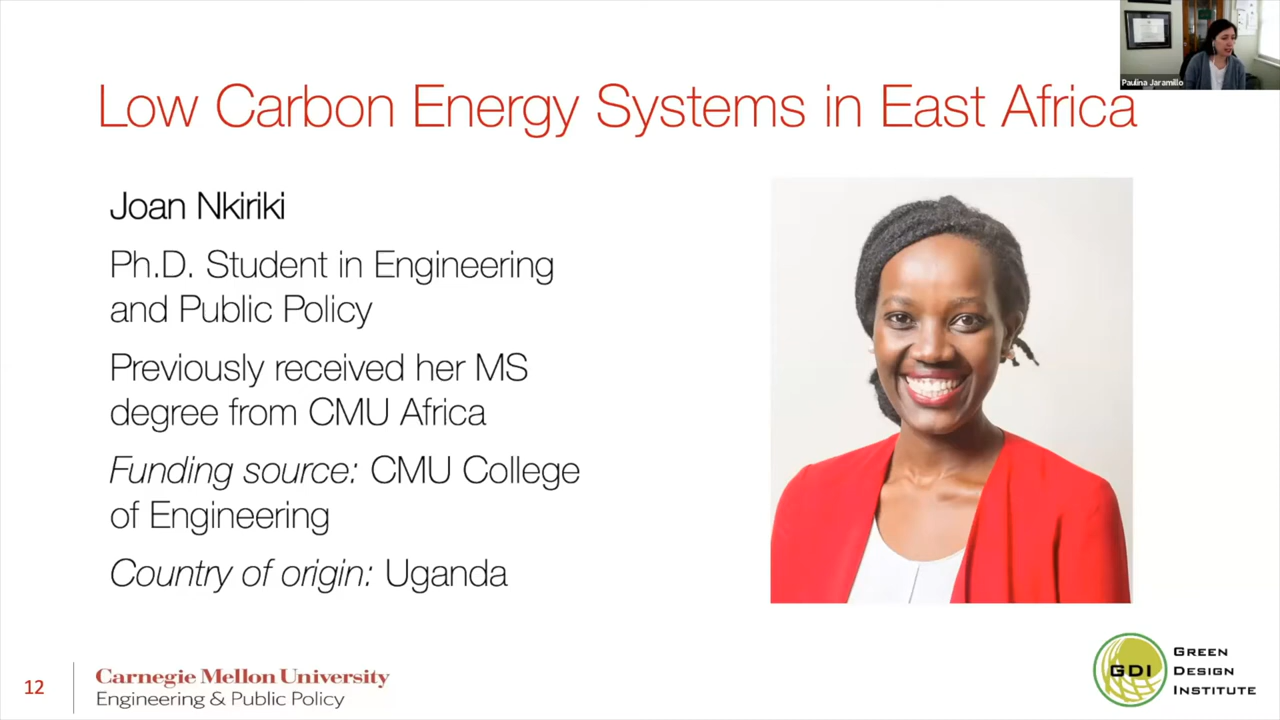 Paulina Jaramillo
Low Carbon Energy Systems in East Africa
Joan Nkiriki
Ph.D. Student in Engineering
and Public Policy
Previously received her MS
degree from CMU Africa
Funding source: CMU College
of Engineering
Country of origin: Uganda
12
Carnegie Mellon University
Engineering & Public Policy
GDI
GREEN
DESIGN
INSTITUTE